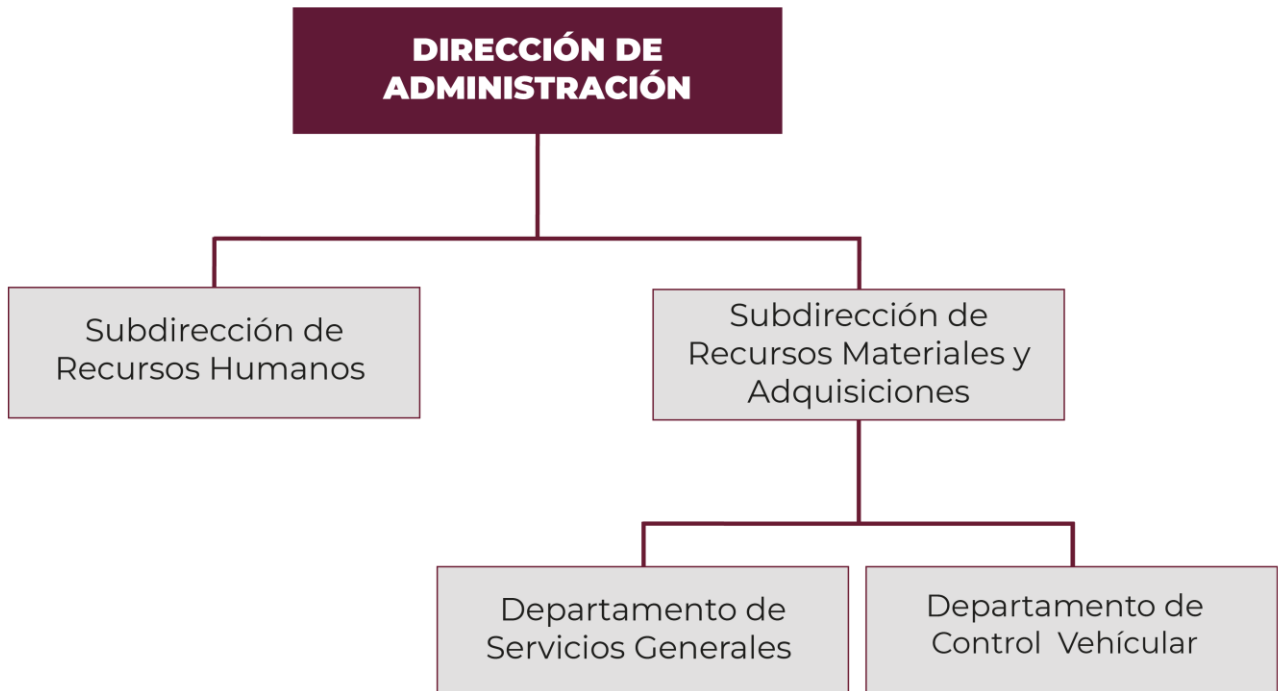 DIRECCIÓN DE
ADMINISTRACIÓN
Subdirección de
Recursos Humanos
Subdirección de
Recursos Materiales y
Adquisiciones
Departamento de
Servicios Generales
Departamento de
Control Vehícular